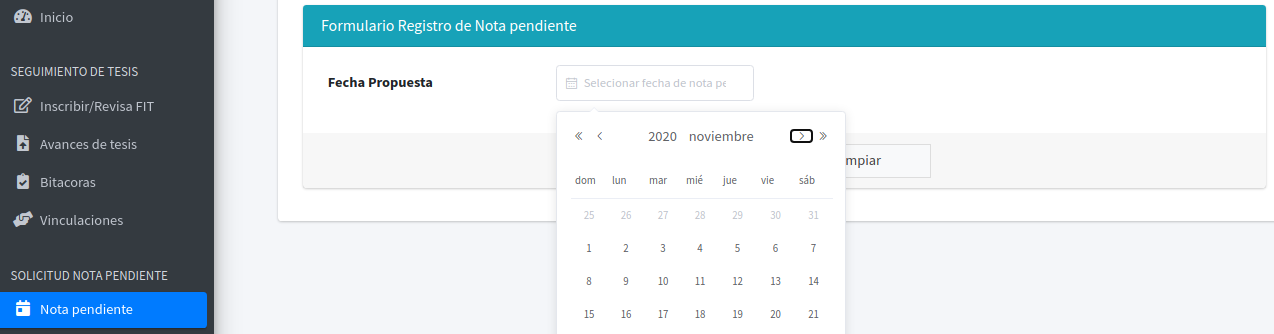 Inicio
SEGUIMIENTO DE TESIS
Inscribir/Revisa FIT
Avances de tesis
Bitacoras
Vinculaciones
SOLICITUD NOTA PENDIENTE
Nota pendiente
Formulario Registro de Nota pendiente
Fecha Propuesta
Selecionar fecha de nota pe
mpiar
2020 noviembre
dom lun mar mié jue vie sáb
25 26 27 28 29 30 31
1 2 3 4 5 6 7
8 9 10 11 12 13 14
15 16 17 18 19 20 21